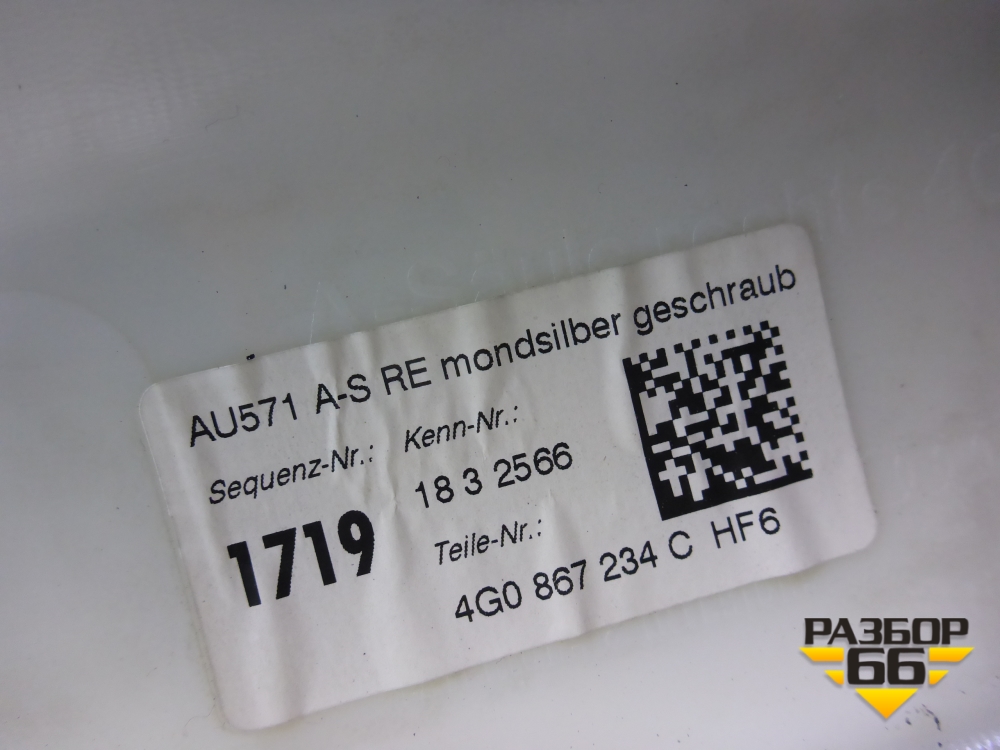 AU571 A-S RE mondsilber geschraub
Sequenz-Nr.: Kenn-Nr.:
1719 18 3 2566
Teile-Nr.:
4G0 867 234 C HF6
РАЗБОР
66